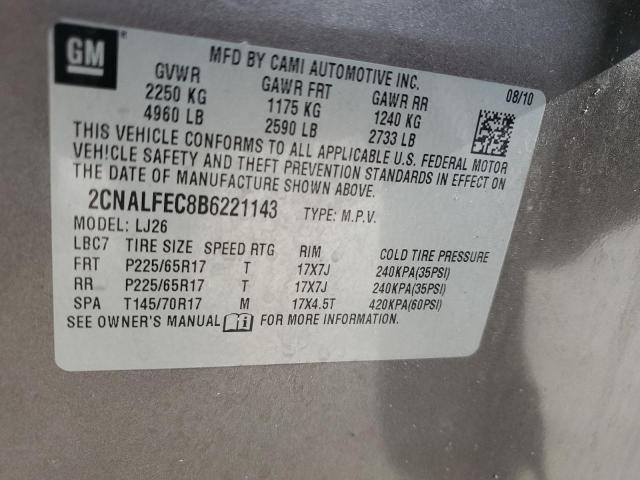 GM
MFD BY CAMI AUTOMOTIVE INC.
GVWR GAWR FRT GAWR RR 08/10
2250 KG 1175 KG 1240 KG
4960 LB 2590 LB 2733 LB
THIS VEHICLE CONFORMS TO ALL APPLICABLE U.S. FEDERAL MOTOR
VEHICLE SAFETY AND THEFT PREVENTION STANDARDS IN EFFECT ON
THE DATE OF MANUFACTURE SHOWN ABOVE.
2CNALFEC8B6221143 TYPE: M.P.V.
MODEL: LJ26
LBC7 TIRE SIZE SPEED RTG RIM COLD TIRE PRESSURE
FRT P225/65R17 T 17X7J 240KPA(35PSI)
RR P225/65R17 T 17X7J 240KPA(35PSI)
SPA T145/70R17 M 17X4.5T 420KPA(60PSI)
SEE OWNER'S MANUAL FOR MORE INFORMATION.